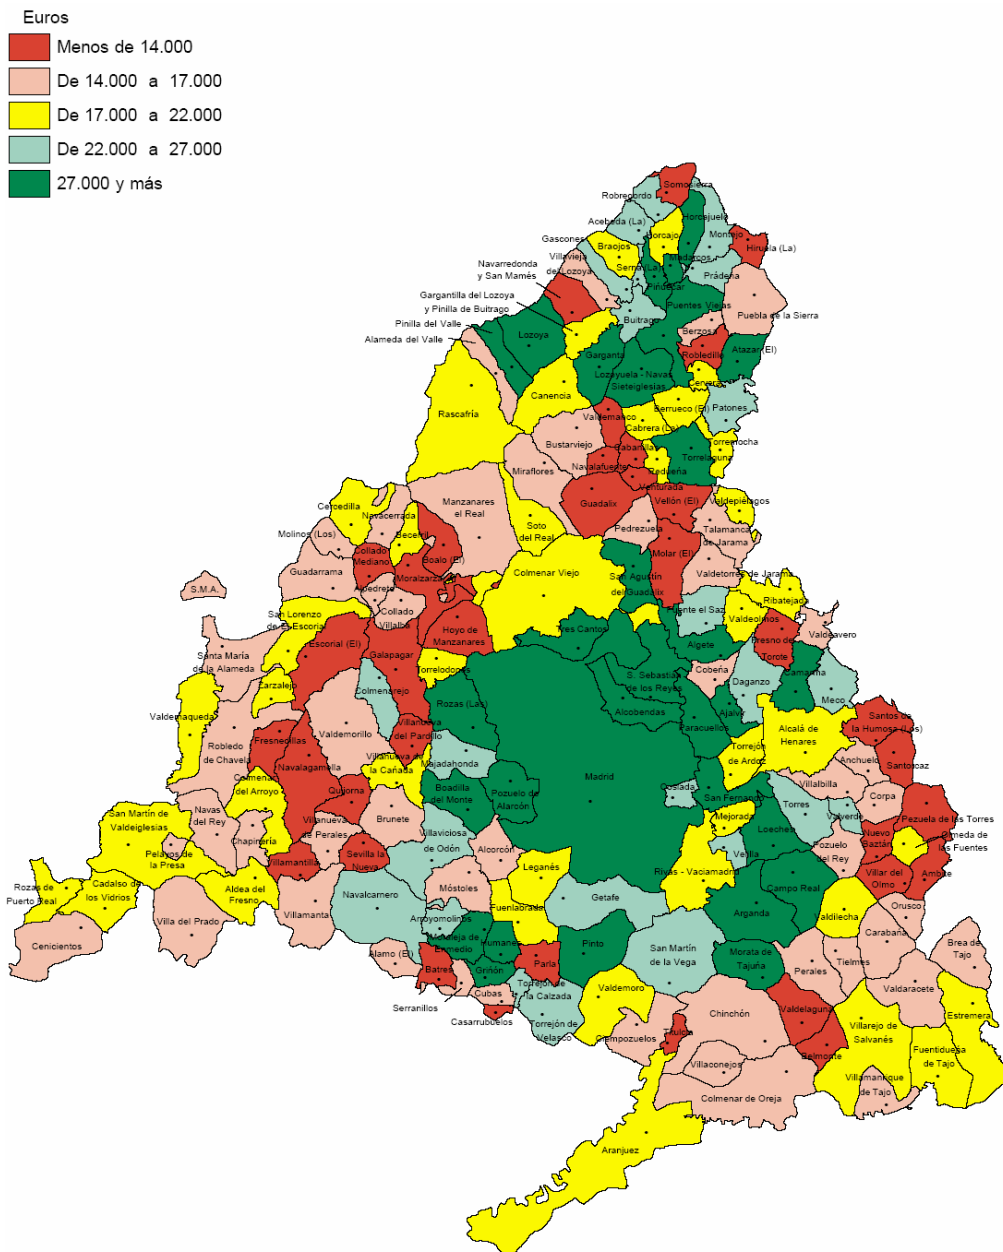 Euros
Menos de 14.000
De 14.000 a 17.000
De 17.000 a 22.000
De 22.000 a 27.000
27.000 y más
Somosierra
Robregordo
Horcajuelo
Acebeda (La)
Horcajo
Montejo
Gascones
Braojos
Hiruela (La)
Madarcos
Villavieja
del Lozoya
Serna (La)
Prádena
Navarredonda
y San Mamés
Piñuécar
Gargantilla del Lozoya
y Pinilla de Buitrago
Puentes Viejas
Puebla de la Sierra
Buitrago
Pinilla del Valle
Berzosa
Alameda del Valle
Lozoya
Garganta
Robledillo
Atazar (El)
Lozoyuela - Navas
Sieteiglesias
Cervera
Canencia
Rascafría
Berrueco (El)
Patones
Valdemanco
Cabrera (La)
Bustarviejo
Torremocha
Cabanillas
Torrelaguna
Miraflores
Navalafuente
Redueña
Venturada
Manzanares
el Real
Guadalix
Vellón (El)
Valdepiélagos
Cercedilla
Navacerrada
Soto
del Real
Pedrezuela
Talamanca
de Jarama
Molinos (Los)
Becerril
Collado
Mediano
Boalo (El)
Molar (El)
Guadarrama
Moralzarzal
Colmenar Viejo
San Agustín
del Guadalix
Valdetorres de Jarama
S.M.A.
Alpedrete
Ribatejada
Collado
Villalba
Fuente el Saz
San Lorenzo
de El Escorial
Valdeolmos
Hoyo de
Manzanares
Tres Cantos
Valdeavero
Santa María
de la Alameda
Escorial (El)
Algete
Fresno de
Torote
Galapagar
Torrelodones
Cobeña
Camarma
S. Sebastián
de los Reyes
Daganzo
Zarzalejo
Colmenarejo
Meco
Rozas (Las)
Ajalvir
Alcobendas
Valdemaqueda
Villanueva
del Pardillo
Paracuellos
Santos de
la Humosa (Los)
Valdemorillo
Alcalá de
Henares
Fresnedillas
Robledo
de Chavela
Torrejón
de Ardoz
Villanueva de
la Cañada
Majadahonda
Anchuelo
Santorcaz
Navalagamella
Madrid
Colmenar
del Arroyo
Villalbilla
Boadilla
del Monte
Pozuelo de
Alarcón
Coslada
Quijorna
San Fernando
Corpa
Torres
Pezuela de las Torres
San Martín de
Valdeiglesias
Navas
del Rey
Villanueva
de Perales
Brunete
Mejorada
Valverde
Loeches
Nuevo
Baztán
Olmeda de
las Fuentes
Chapinería
Villaviciosa
de Odón
Pozuelo
del Rey
Pelayos de
la Presa
Sevilla la
Nueva
Alcorcón
Velilla
Villamantilla
Leganés
Rivas - Vaciamadrid
Villar del
Olmo
Ambite
Rozas de
Puerto Real
Cadalso de
los Vidrios
Aldea del
Fresno
Campo Real
Móstoles
Navalcarnero
Getafe
Arganda
Orusco
Villamanta
Fuenlabrada
Valdilecha
Villa del Prado
Arroyomolinos
Carabaña
Cenicientos
Moraleja de
Enmedio
Humanes
Pinto
San Martín
de la Vega
Morata de
Tajuña
Tielmes
Brea de
Tajo
Alamo (El)
Parla
Perales
Batres
Griñón
Valdaracete
Torrejón de
la Calzada
Valdemoro
Serranillos
Cubas
Estremera
Casarrubuelos
Chinchón
Valdelaguna
Torrejón de
Velasco
Villarejo de
Salvanés
Titulcia
Ciempozuelos
Belmonte
Fuentidueña
de Tajo
Villaconejos
Villamanrique
de Tajo
Colmenar de Oreja
Aranjuez